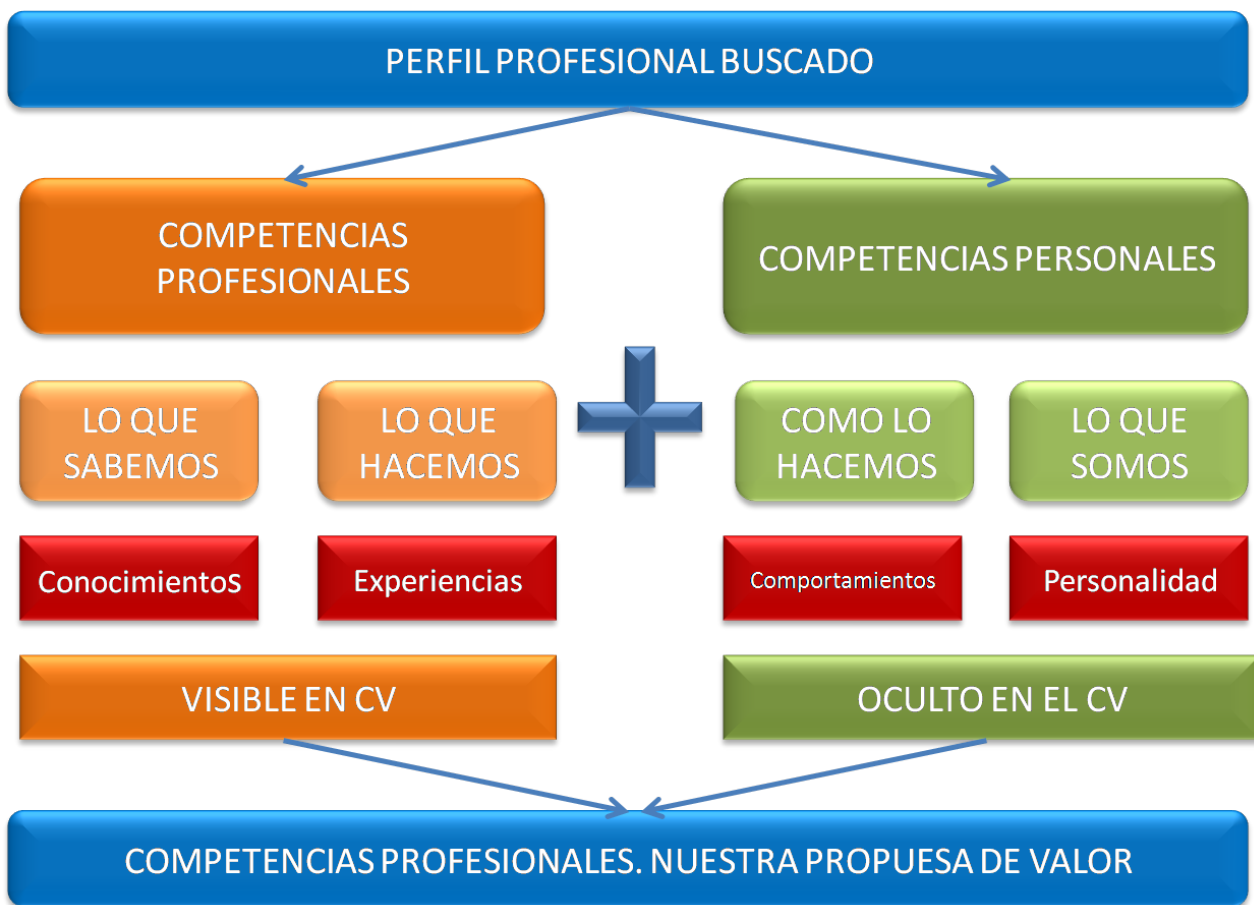 PERFIL PROFESIONAL BUSCADO
COMPETENCIAS
PROFESIONALES
COMPETENCIAS PERSONALES
LO QUE
SABEMOS
LO QUE
HACEMOS
COMO LO
HACEMOS
LO QUE
SOMOS
Conocimientos
Experiencias
Comportamientos
Personalidad
VISIBLE EN CV
OCULTO EN EL CV
COMPETENCIAS PROFESIONALES. NUESTRA PROPUESTA DE VALOR